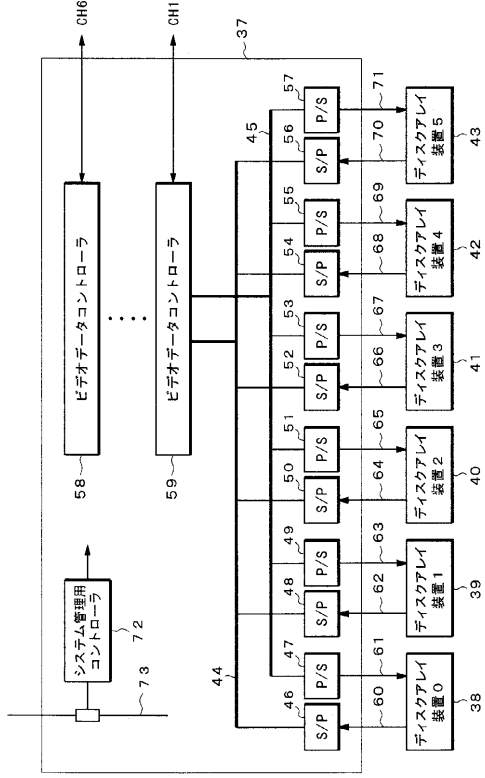 CH6
CH1
37
ビデオデータコントローラ
58
ビデオデータコントローラ
59
システム管理用
コントローラ
72
73
44
45
46
S/P
47
P/S
48
S/P
49
P/S
50
S/P
51
P/S
52
S/P
53
P/S
54
S/P
55
P/S
56
S/P
57
P/S
60
61
62
63
64
65
66
67
68
69
70
71
ディスクアレイ
装置0
38
ディスクアレイ
装置1
39
ディスクアレイ
装置2
40
ディスクアレイ
装置3
41
ディスクアレイ
装置4
42
ディスクアレイ
装置5
43